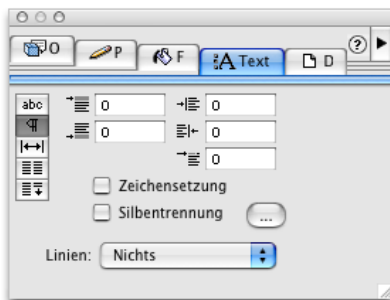 O P F A Text D ?
abc 0 0
0 0
0
Zeichensetzung
Silbentrennung ...
Linien: Nichts